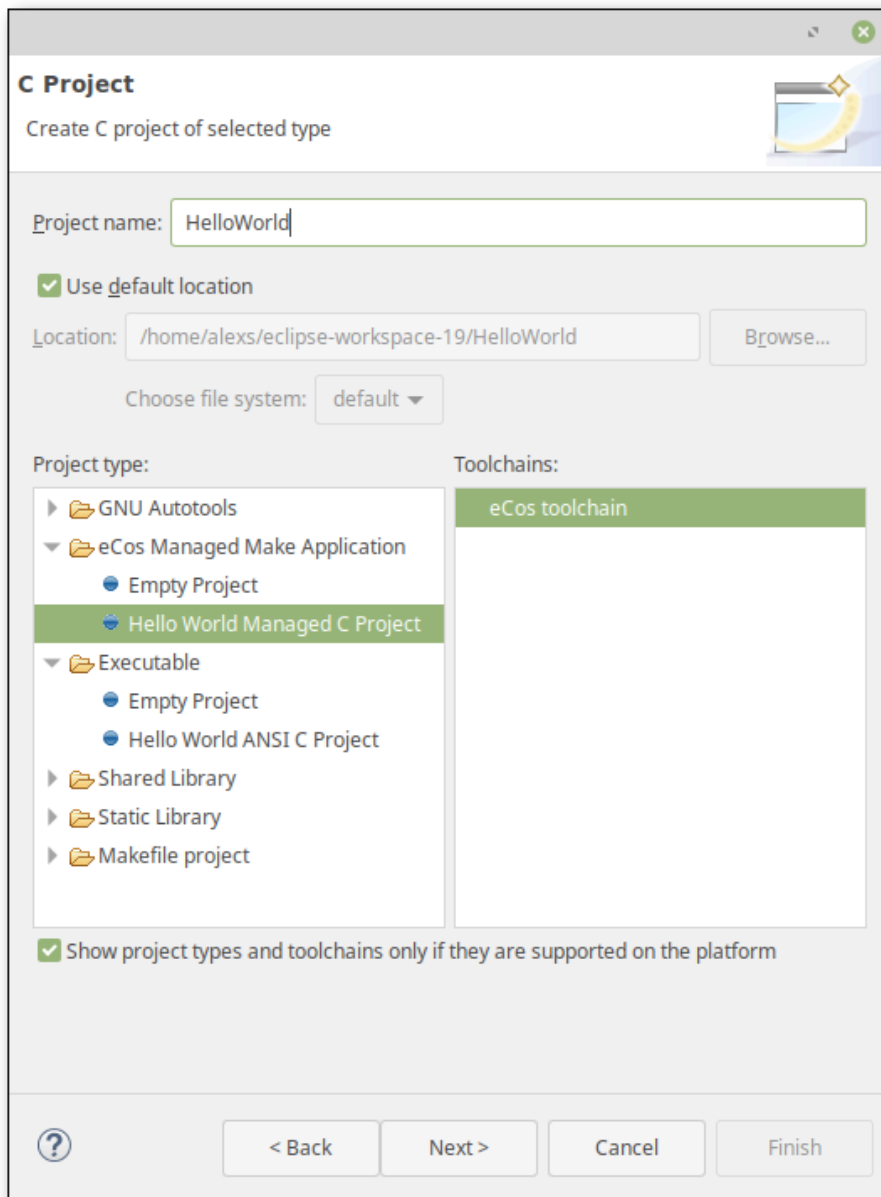 C Project
Create C project of selected type
Project name: HelloWorld
Use default location
Location: /home/alexs/eclipse-workspace-19/HelloWorld Browse...
Choose file system: default
Project type: Toolchains:
GNU Autotools eCos toolchain
eCos Managed Make Application
Empty Project
Hello World Managed C Project
Executable
Empty Project
Hello World ANSI C Project
Shared Library
Static Library
Makefile project
Show project types and toolchains only if they are supported on the platform
? < Back Next > Cancel Finish